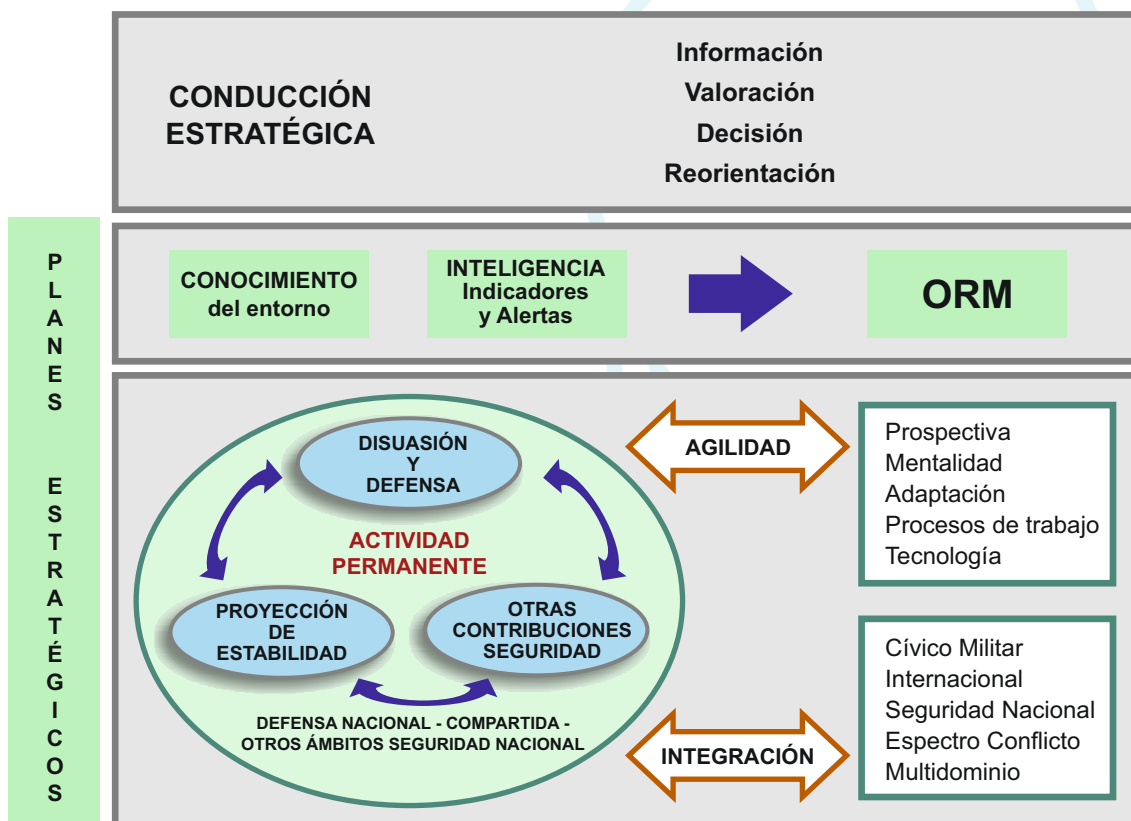 CONDUCCIÓN
ESTRATÉGICA
Información
Valoración
Decisión
Reorientación
PLANES ESTRATÉGICOS
CONOCIMIENTO
del entorno
INTELIGENCIA
Indicadores
y Alertas
ORM
DISUASIÓN
Y
DEFENSA
ACTIVIDAD
PERMANENTE
PROYECCIÓN
DE
ESTABILIDAD
OTRAS
CONTRIBUCIONES
SEGURIDAD
DEFENSA NACIONAL - COMPARTIDA -
OTROS ÁMBITOS SEGURIDAD NACIONAL
AGILIDAD
Prospectiva
Mentalidad
Adaptación
Procesos de trabajo
Tecnología
INTEGRACIÓN
Cívico Militar
Internacional
Seguridad Nacional
Espectro Conflicto
Multidominio